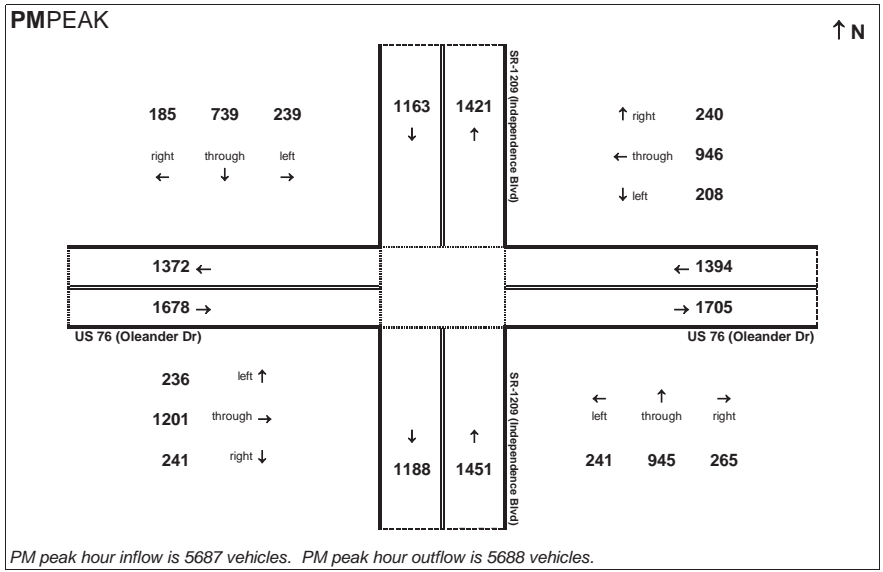 PMPEAK
↑ N
SR-1209 (Independence Blvd)
1163 1421
↓ ↑
185 739 239
right through left
← ↓ →
↑ right 240
← through 946
↓ left 208
1372 ←
← 1394
1678 →
→ 1705
US 76 (Oleander Dr)
US 76 (Oleander Dr)
236 left ↑
1201 through →
241 right ↓
↓ ↑
1188 1451
SR-1209 (Independence Blvd)
← ↑ →
left through right
241 945 265
PM peak hour inflow is 5687 vehicles. PM peak hour outflow is 5688 vehicles.